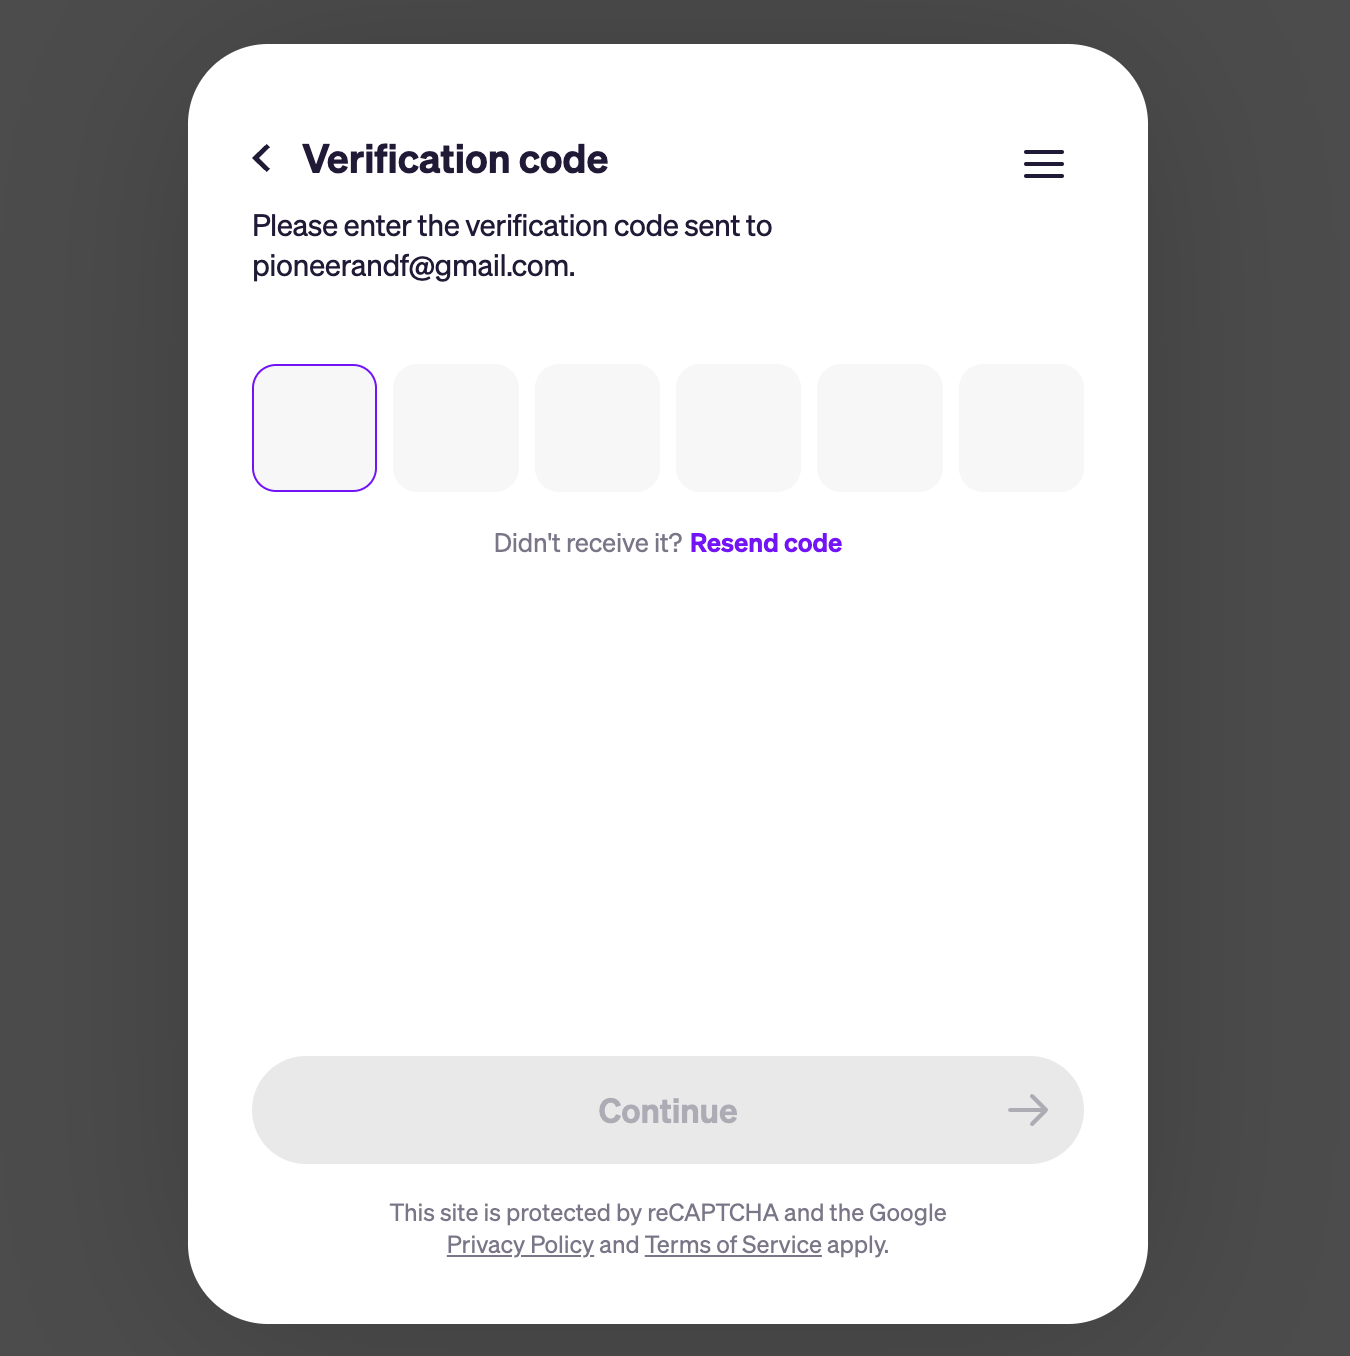 Verification code
Please enter the verification code sent to
pioneerandf@gmail.com.
Didn't receive it? Resend code
Continue
This site is protected by reCAPTCHA and the Google
Privacy Policy and Terms of Service apply.